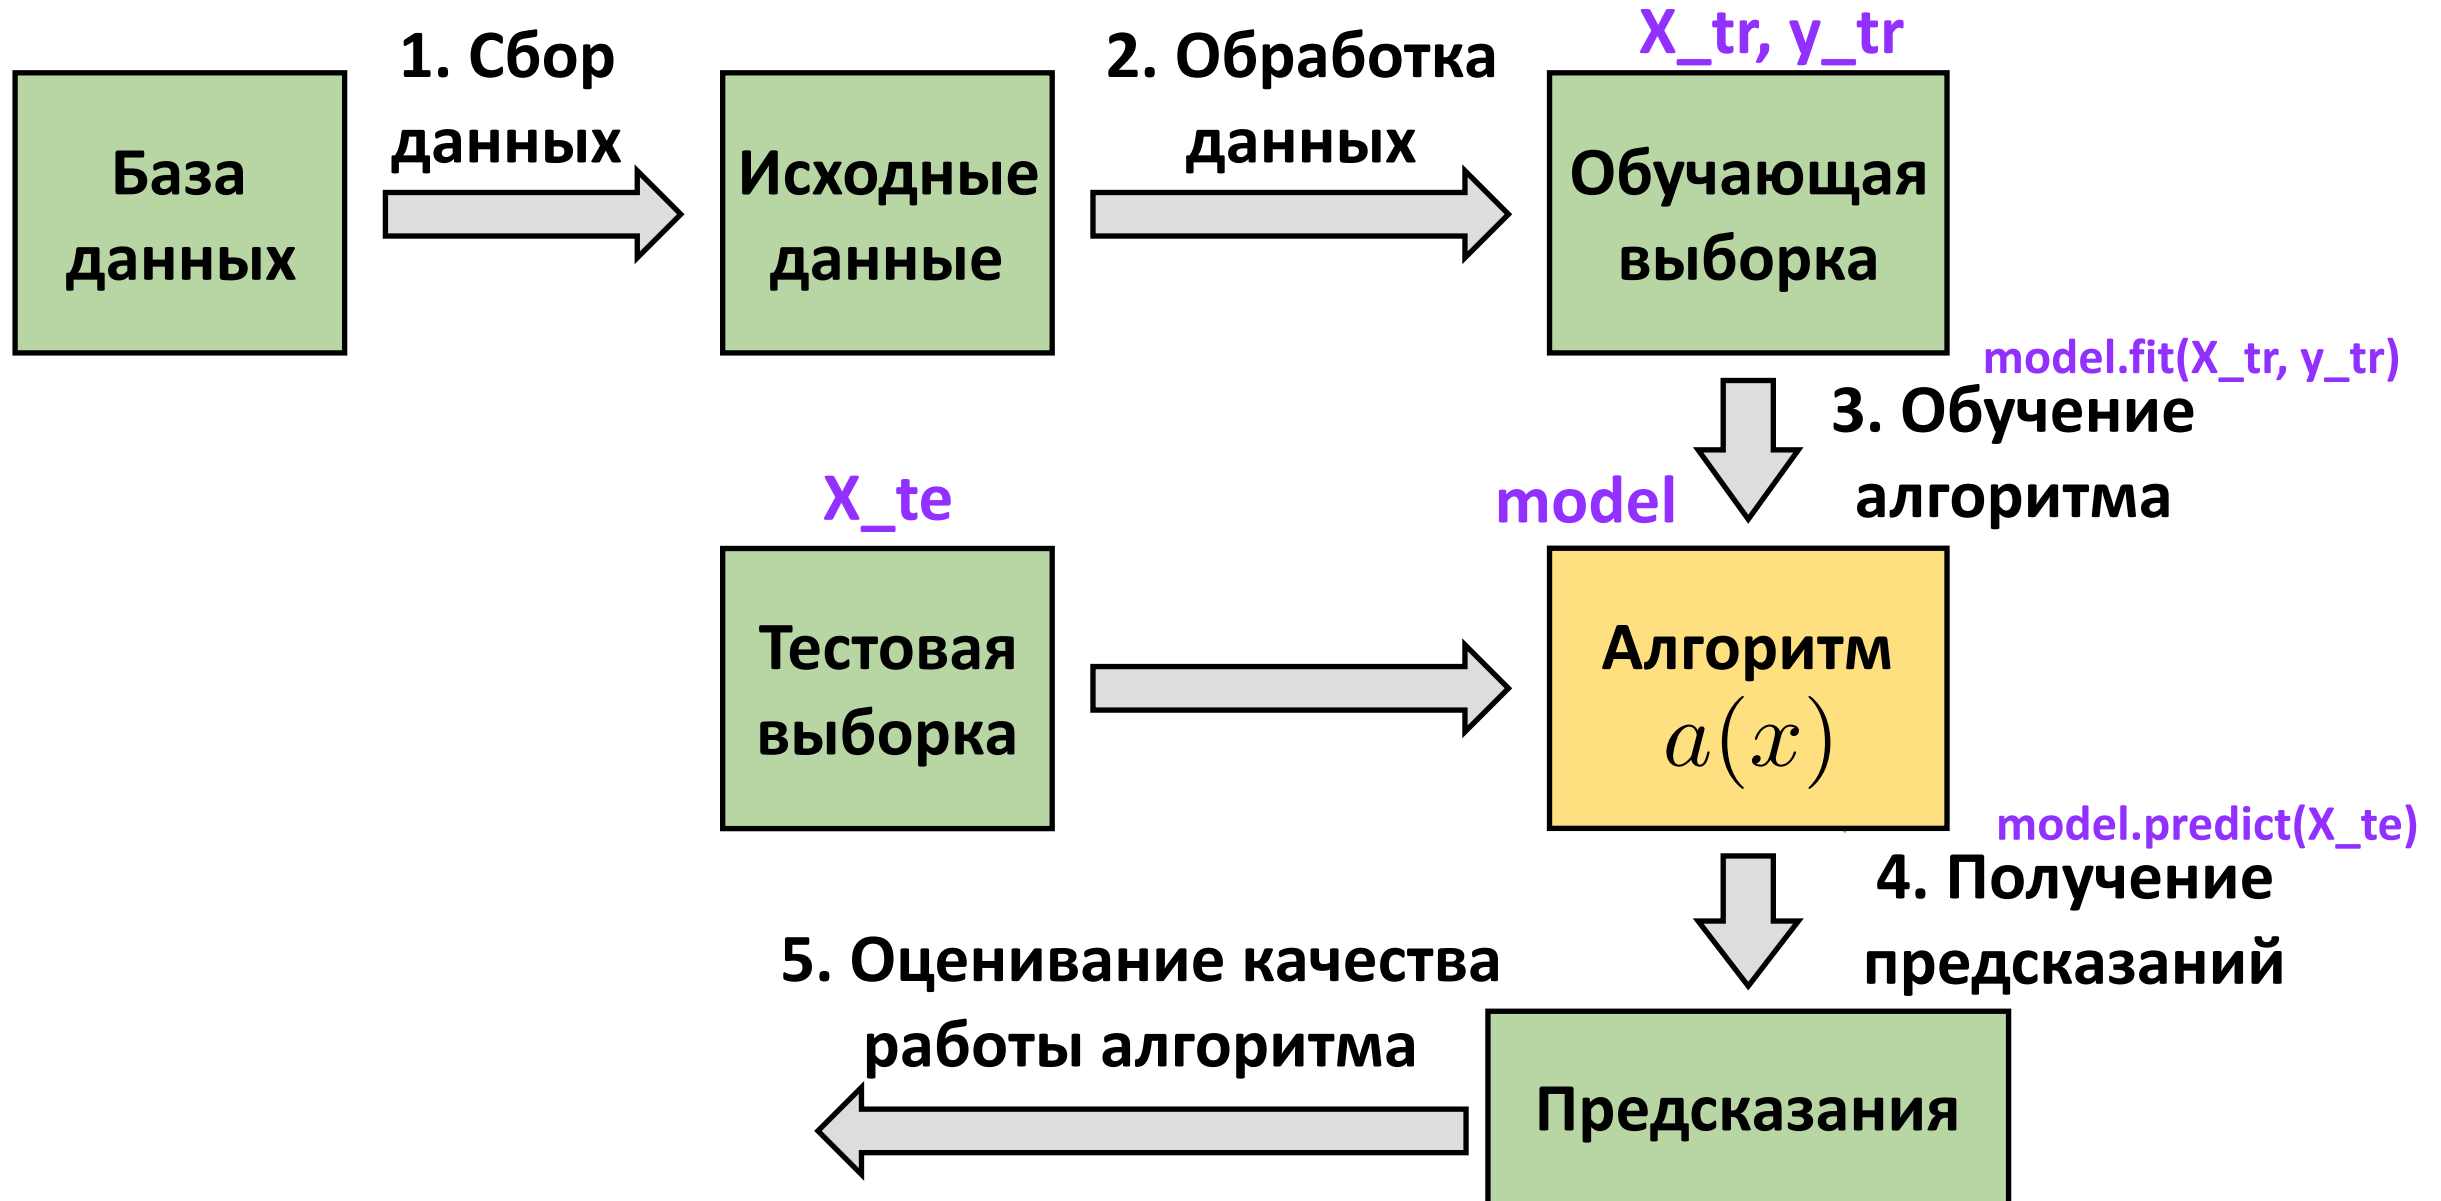 X_tr, y_tr
1. Сбор
данных
2. Обработка
данных
База
данных
Исходные
данные
Обучающая
выборка
model.fit(X_tr, y_tr)
3. Обучение
алгоритма
X_te
model
Тестовая
выборка
Алгоритм
a(x)
model.predict(X_te)
4. Получение
предсказаний
5. Оценивание качества
работы алгоритма
Предсказания